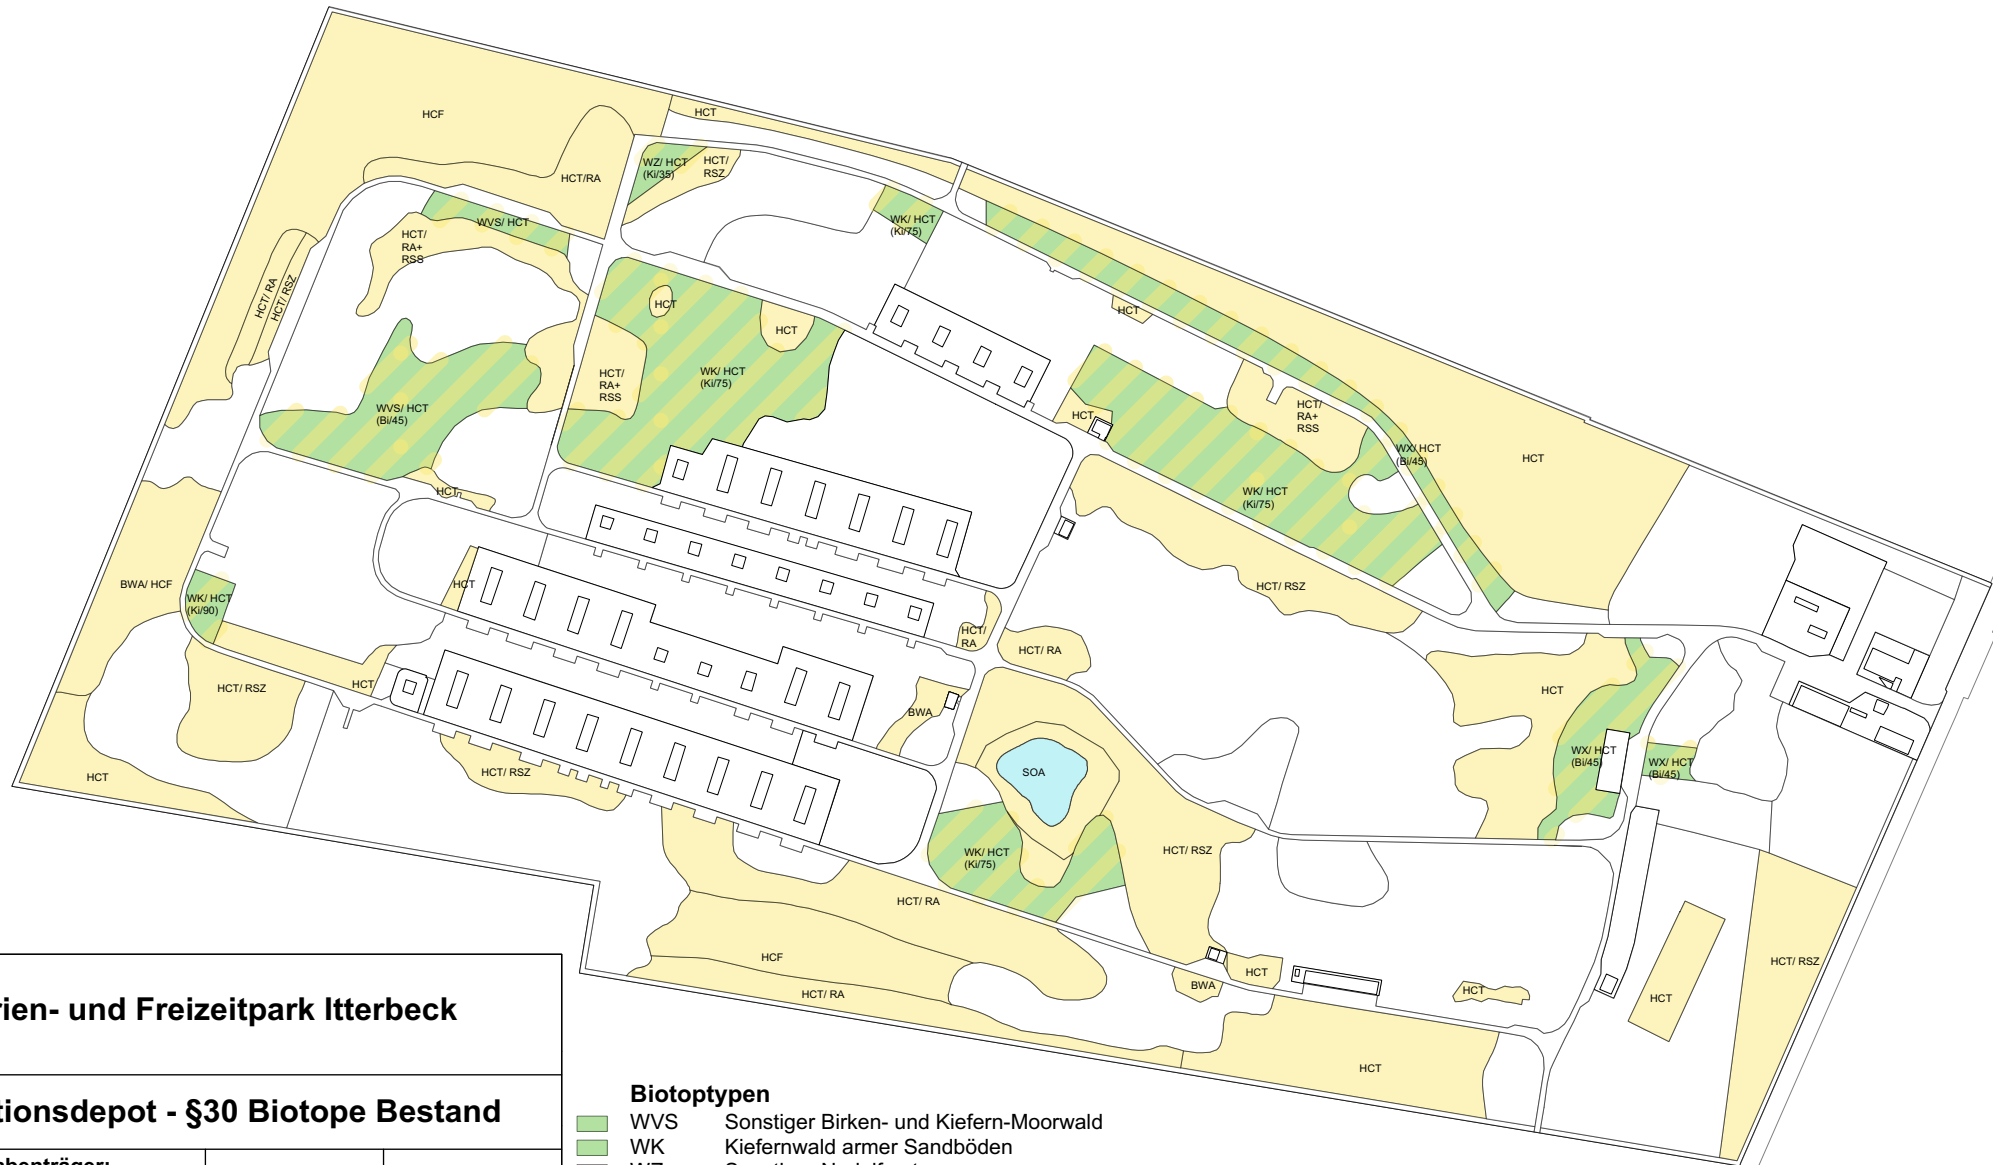 HCF
HCT
HCT/RA
WZ/ HCT
(Ki/35)
HCT/
RSZ
WVS/ HCT
HCT/
RA+
RSS
WK/ HCT
(Ki/75)
HCT/ RA
HCT/ RSZ
HCT
HCT
HCT
HCT/
RA+
RSS
WK/ HCT
(Ki/75)
WVS/ HCT
(Bi/45)
HCT
HCT/
RA+
RSS
WX/ HCT
(Bi/45)
HCT
WK/ HCT
(Ki/75)
HCT
BWA/ HCF
WK/ HCT
(Ki/90)
HCT
HCT/ RSZ
HCT/
RA
HCT/ RA
HCT/ RSZ
HCT
HCT
BWA
HCT
HCT/ RSZ
SOA
WX/ HCT
(Bi/45)
WX/ HCT
(Bi/45)
WK/ HCT
(Ki/75)
HCT/ RSZ
HCT/ RA
HCF
HCT/ RA
BWA
HCT
HCT
HCT
HCT/ RSZ
HCT
rien- und Freizeitpark Itterbeck
tionsdepot - §30 Biotope Bestand
Biotoptypen
WVS Sonstiger Birken- und Kiefern-Moorwald
WK Kiefernwald armer Sandböden